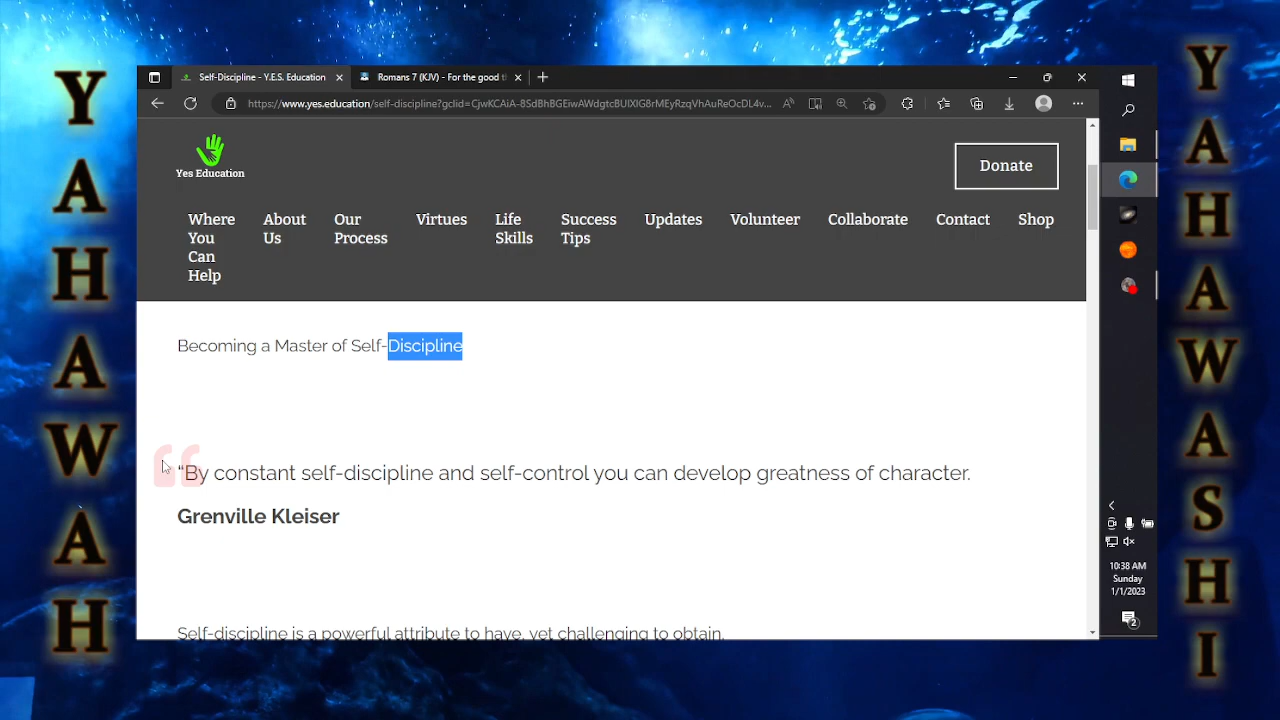 YAHAWAH
YAHAWASHI
Self-Discipline - Y.E.S. Education
Romans 7 (KJV) - For the good t
https://www.yes.education/self-discipline?gclid=CjwKCAiA-8SdBhBGEiwAWdgtcBUIXIG8rMEyRzqVhAuReOcDL4v...
Yes Education
Donate
Where You Can Help
About Us
Our Process
Virtues
Life Skills
Success Tips
Updates
Volunteer
Collaborate
Contact
Shop
Becoming a Master of Self-Discipline
“By constant self-discipline and self-control you can develop greatness of character.
Grenville Kleiser
Self-discipline is a powerful attribute to have, yet challenging to obtain.
10:38 AM
Sunday
1/1/2023
2